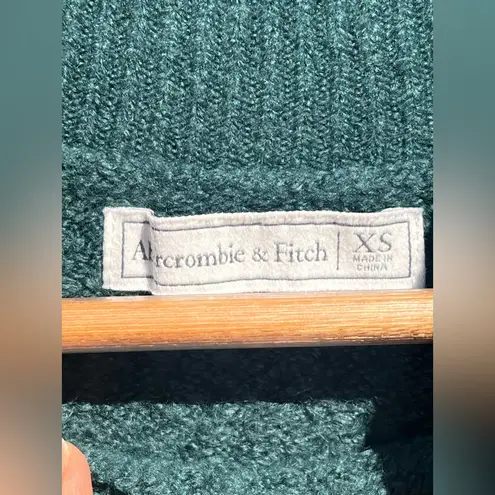 Abercrombie & Fitch
XS
MADE IN
CHINA